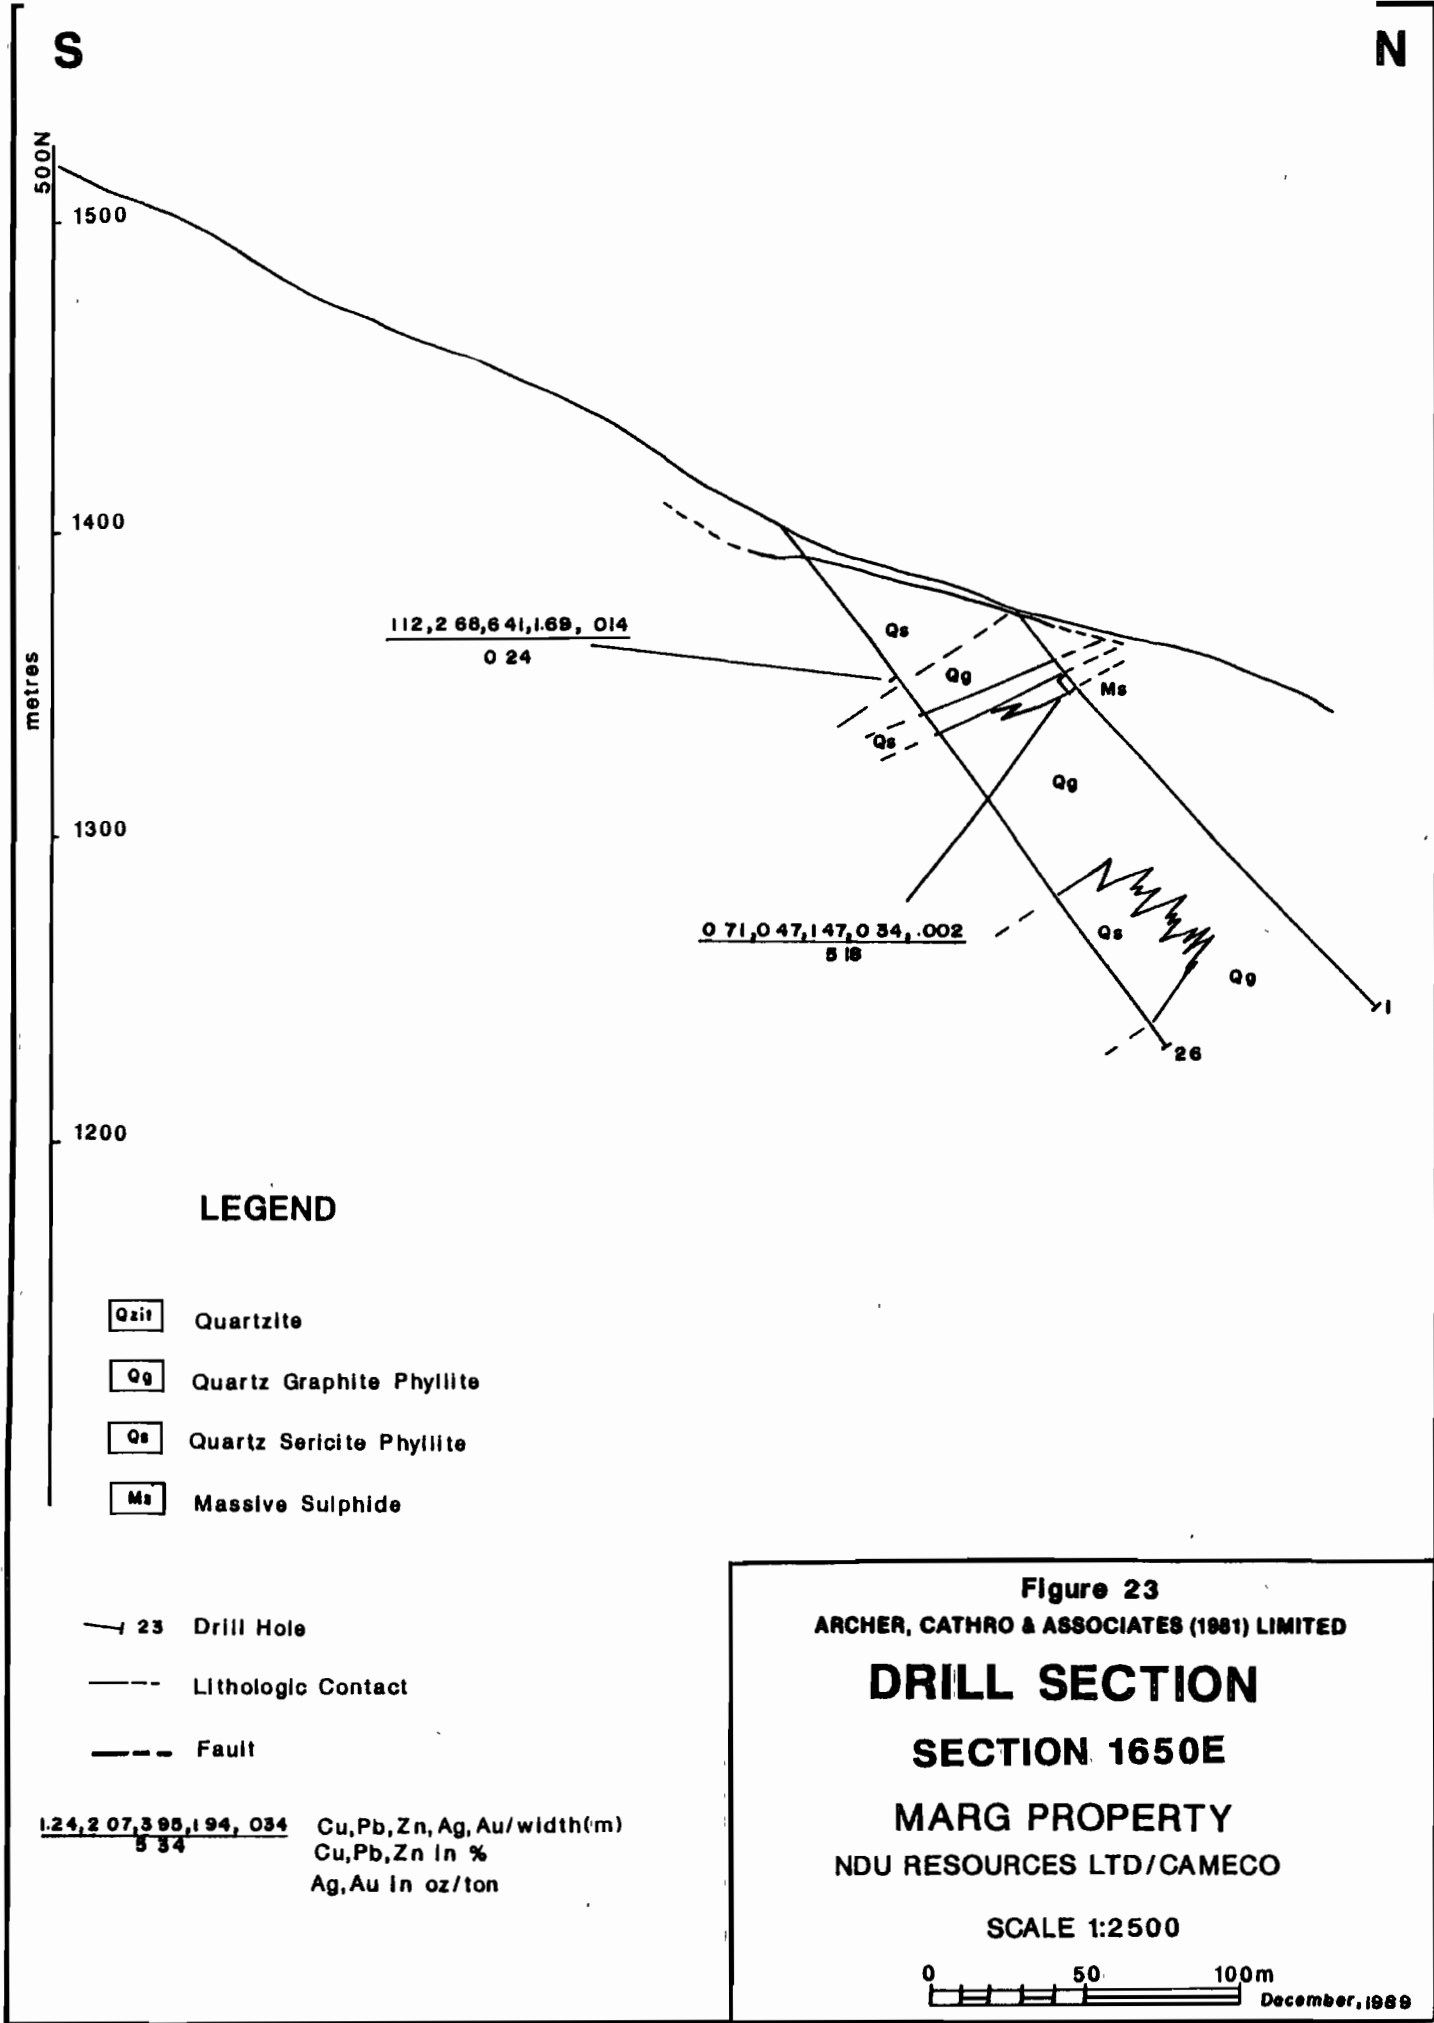 S
N
500N
1500
1400
metres
1300
1200
112,2 68,6 41,1.69, 014
0 24
Qs
Qg
Ms
Qs
Qg
0 71,0 47,1 47,0 34, .002
5 18
Qs
Qg
1
26
LEGEND
Qzit Quartzite
Qg Quartz Graphite Phyllite
Qs Quartz Sericite Phyllite
Ms Massive Sulphide
23 Drill Hole
Lithologic Contact
Fault
1.24,2 07,3 95,1 94, 034
5 34
Cu,Pb,Zn,Ag,Au/width(m)
Cu,Pb,Zn in %
Ag,Au in oz/ton
Figure 23
ARCHER, CATHRO & ASSOCIATES (1981) LIMITED
DRILL SECTION
SECTION 1650E
MARG PROPERTY
NDU RESOURCES LTD/CAMECO
SCALE 1:2500
0 50 100m
December, 1989